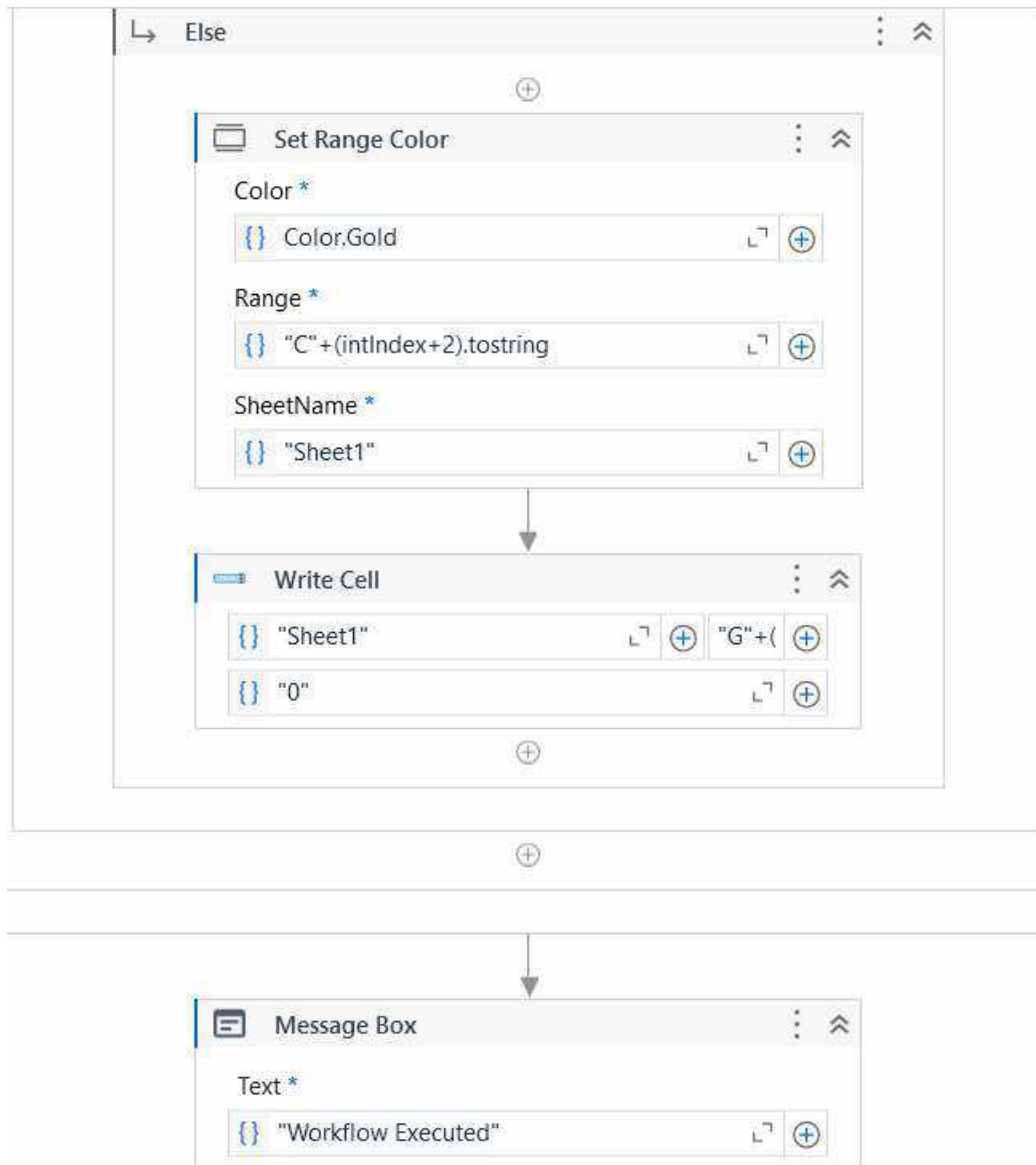 Else
Set Range Color
Color *
{} Color.Gold
Range *
{} "C"+(intIndex+2).tostring
SheetName *
{} "Sheet1"
Write Cell
{} "Sheet1" "G"+(
{} "0"
Message Box
Text *
{} "Workflow Executed"